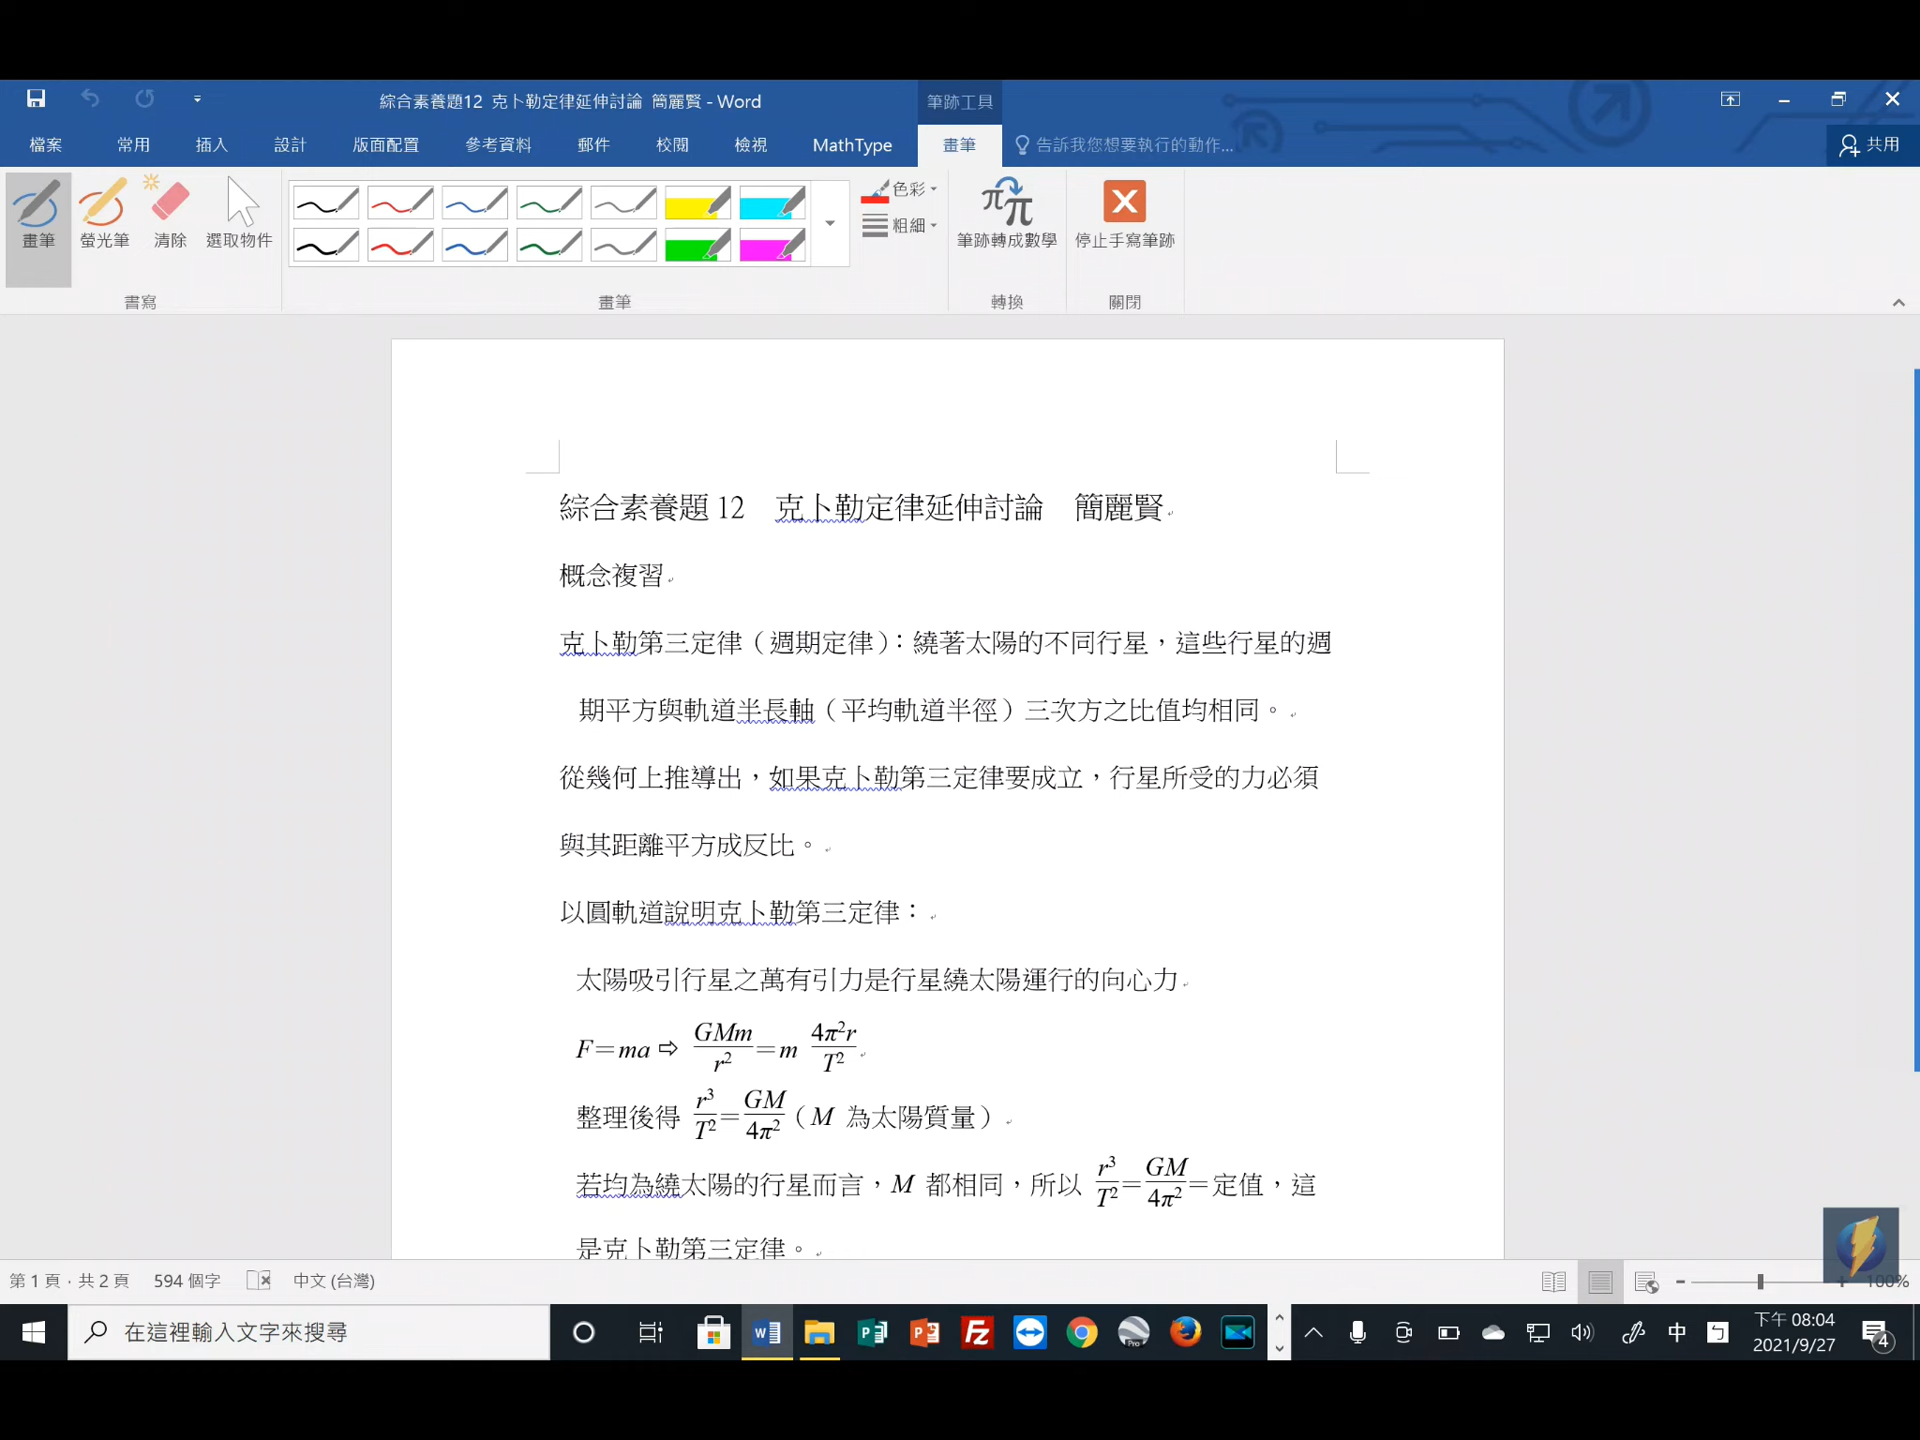 綜合素養題12 克卜勒定律延伸討論 簡麗賢 - Word
筆跡工具
檔案 常用 插入 設計 版面配置 參考資料 郵件 校閱 檢視 MathType 畫筆 告訴我您想要執行的動作... 共用
畫筆 螢光筆 清除 選取物件 色彩 粗細 筆跡轉成數學 停止手寫筆跡
書寫 畫筆 轉換 關閉
綜合素養題 12 克卜勒定律延伸討論 簡麗賢
概念複習
克卜勒第三定律（週期定律）：繞著太陽的不同行星，這些行星的週
期平方與軌道半長軸（平均軌道半徑）三次方之比值均相同。
從幾何上推導出，如果克卜勒第三定律要成立，行星所受的力必須
與其距離平方成反比。
以圓軌道說明克卜勒第三定律：
太陽吸引行星之萬有引力是行星繞太陽運行的向心力
F＝ma ⇨ GMm/r²＝m 4π²r/T²
整理後得 r³/T²＝GM/4π²（M 為太陽質量）
若均為繞太陽的行星而言，M 都相同，所以 r³/T²＝GM/4π²＝定值，這
是克卜勒第三定律。
第 1 頁，共 2 頁 594 個字 中文 (台灣) 100%
在這裡輸入文字來搜尋 中 ㄅ 下午 08:04
2021/9/27 4